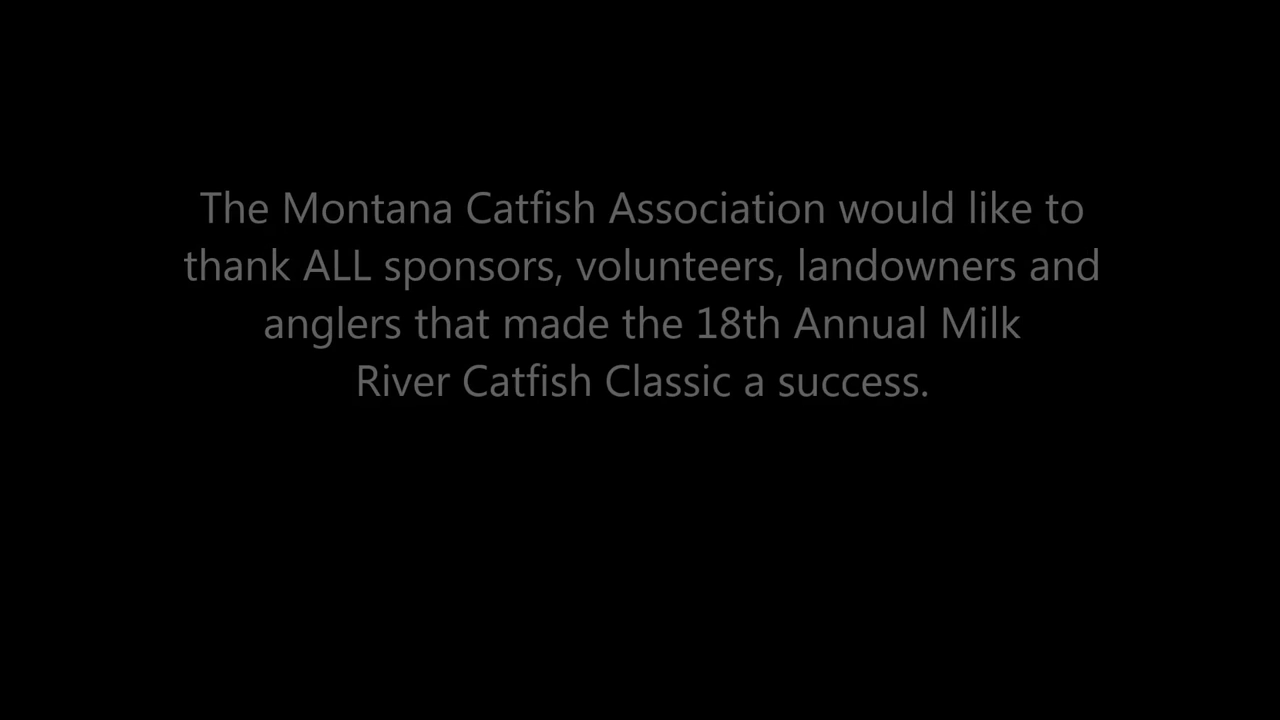 The Montana Catfish Association would like to
thank ALL sponsors, volunteers, landowners and
anglers that made the 18th Annual Milk
River Catfish Classic a success.